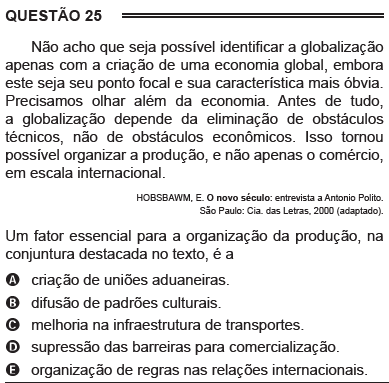 QUESTÃO 25
Não acho que seja possível identificar a globalização
apenas com a criação de uma economia global, embora
este seja seu ponto focal e sua característica mais óbvia.
Precisamos olhar além da economia. Antes de tudo,
a globalização depende da eliminação de obstáculos
técnicos, não de obstáculos econômicos. Isso tornou
possível organizar a produção, e não apenas o comércio,
em escala internacional.
HOBSBAWM, E. O novo século: entrevista a Antonio Polito.
São Paulo: Cia. das Letras, 2000 (adaptado).
Um fator essencial para a organização da produção, na
conjuntura destacada no texto, é a
A criação de uniões aduaneiras.
B difusão de padrões culturais.
C melhoria na infraestrutura de transportes.
D supressão das barreiras para comercialização.
E organização de regras nas relações internacionais.